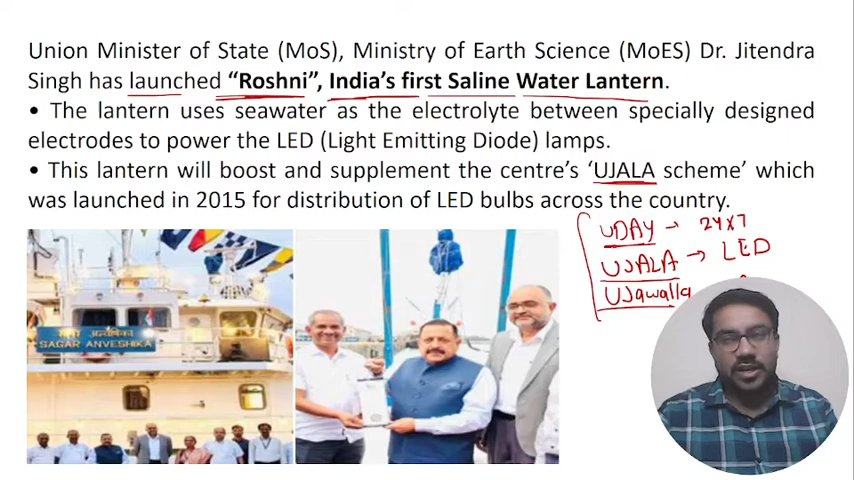 Union Minister of State (MoS), Ministry of Earth Science (MoES) Dr. Jitendra
Singh has launched “Roshni”, India’s first Saline Water Lantern.
• The lantern uses seawater as the electrolyte between specially designed
electrodes to power the LED (Light Emitting Diode) lamps.
• This lantern will boost and supplement the centre’s ‘UJALA scheme’ which
was launched in 2015 for distribution of LED bulbs across the country.
UDAY → 24x7
UJALA → LED
UJawalla
सागर अन्वेषिका
SAGAR ANVESHIKA